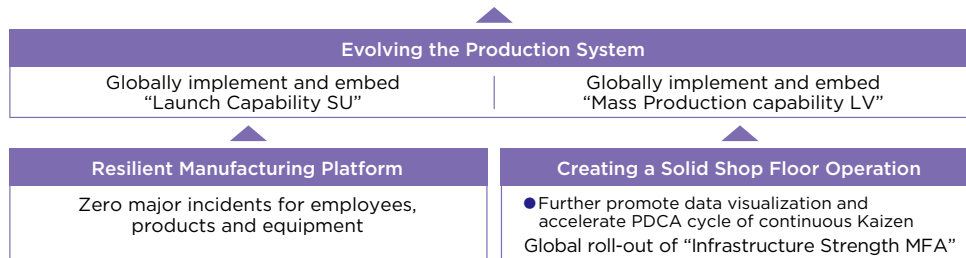 Evolving the Production System
Globally implement and embed
“Launch Capability SU”
Globally implement and embed
“Mass Production capability LV”
Resilient Manufacturing Platform
Zero major incidents for employees,
products and equipment
Creating a Solid Shop Floor Operation
●Further promote data visualization and
accelerate PDCA cycle of continuous Kaizen
Global roll-out of “Infrastructure Strength MFA”